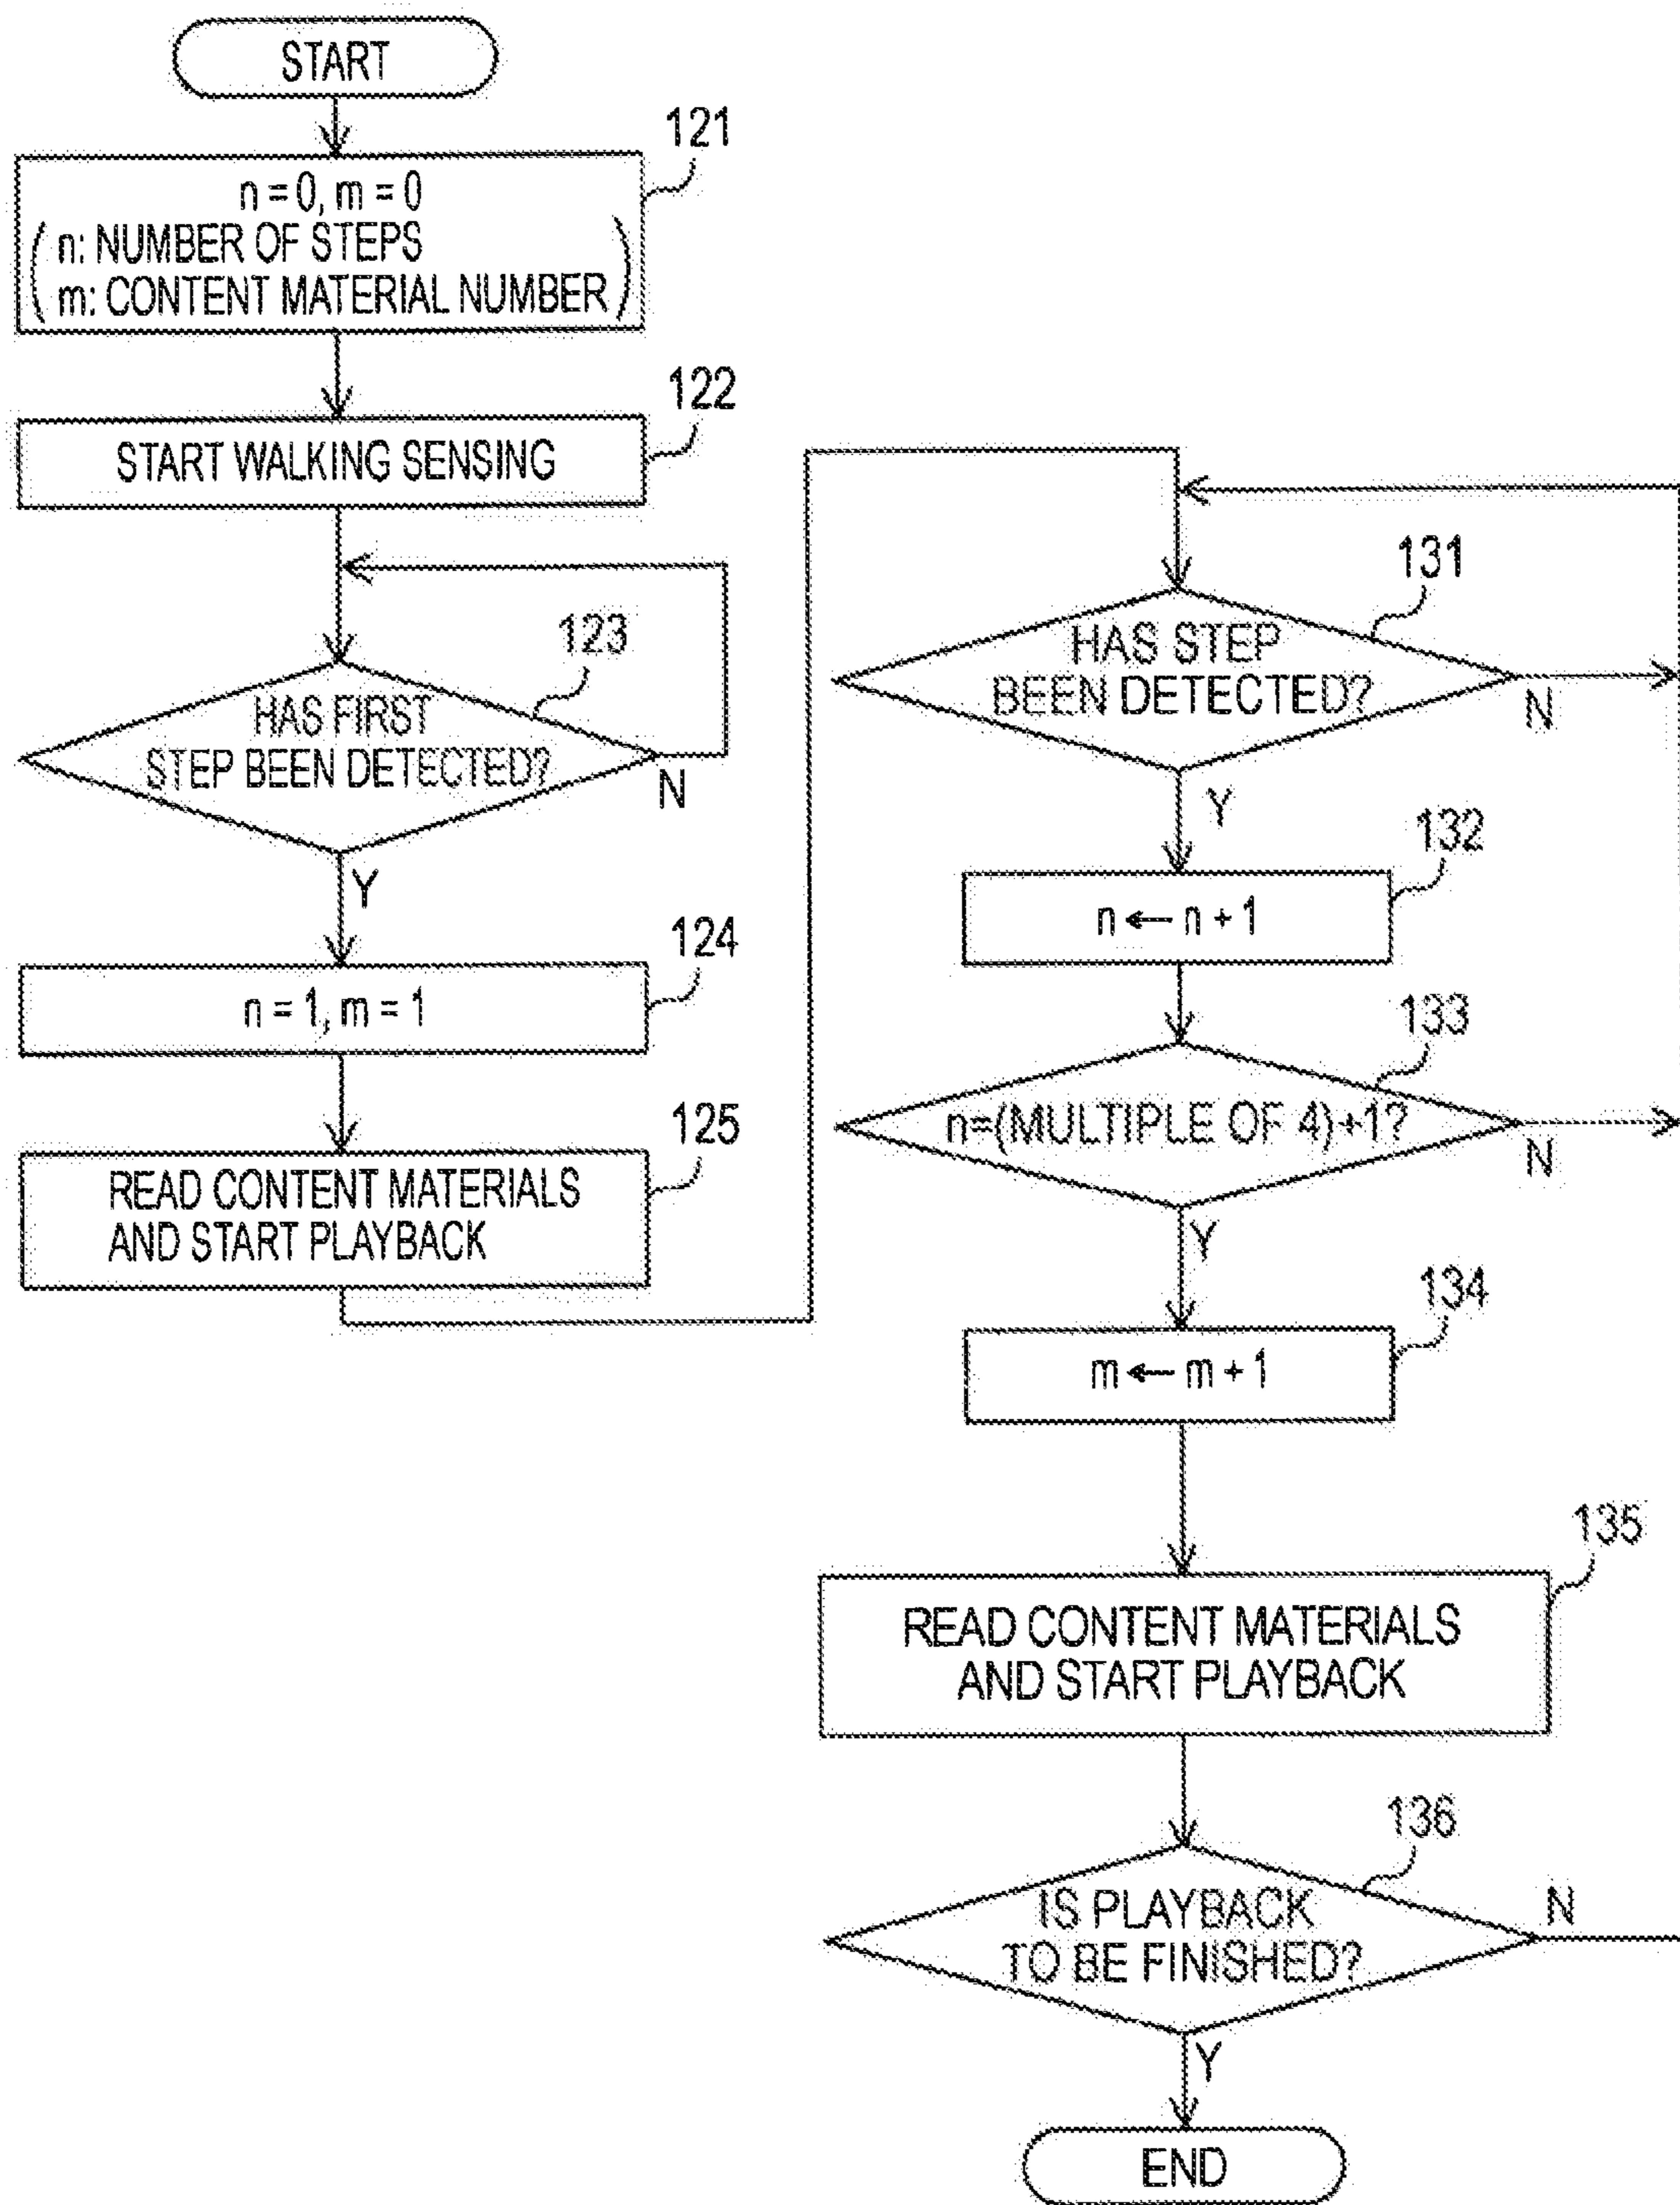 START
121
n = 0, m = 0
( n: NUMBER OF STEPS
m: CONTENT MATERIAL NUMBER )
122
START WALKING SENSING
123
HAS FIRST
STEP BEEN DETECTED?
N
Y
124
n = 1, m = 1
125
READ CONTENT MATERIALS
AND START PLAYBACK
131
HAS STEP
BEEN DETECTED?
N
Y
132
n ← n + 1
133
n=(MULTIPLE OF 4)+1?
N
Y
134
m ← m + 1
135
READ CONTENT MATERIALS
AND START PLAYBACK
136
IS PLAYBACK
TO BE FINISHED?
N
Y
END